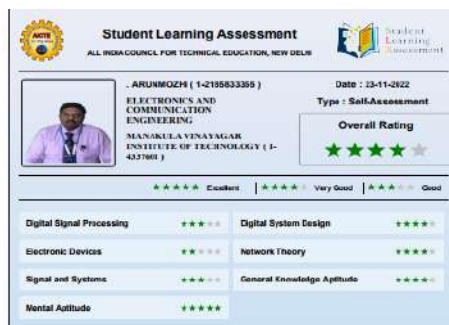 AICTE
Student Learning Assessment
ALL INDIA COUNCIL FOR TECHNICAL EDUCATION, NEW DELHI
Student
Learning
Assessment
. ARUNMOZHI ( 1-2185833355 )
ELECTRONICS AND
COMMUNICATION
ENGINEERING
MANAKULA VINAYAGAR
INSTITUTE OF TECHNOLOGY ( 1-
4337601 )
Date : 23-11-2022
Type : Self-Assessment
Overall Rating
★★★★★
★★★★★ Excellent | ★★★★★ Very Good | ★★★★★ Good
Digital Signal Processing ★★★★★
Digital System Design ★★★★★
Electronic Devices ★★★★★
Network Theory ★★★★★
Signal and Systems ★★★★★
General Knowledge Aptitude ★★★★★
Mental Aptitude ★★★★★